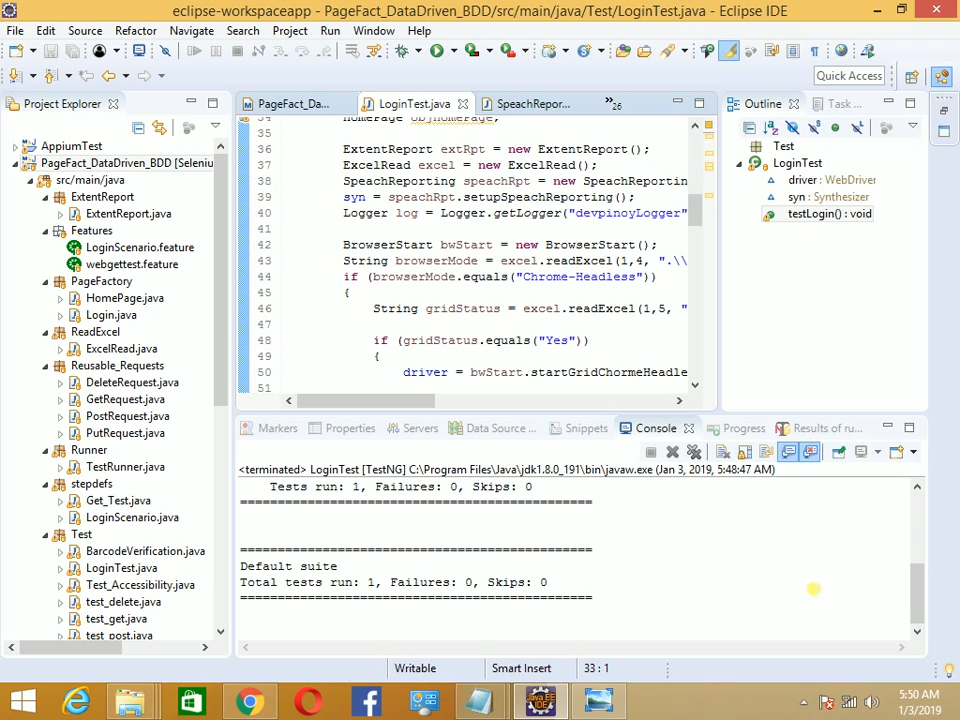 eclipse-workspaceapp - PageFact_DataDriven_BDD/src/main/java/Test/LoginTest.java - Eclipse IDE
File Edit Source Refactor Navigate Search Project Run Window Help
Quick Access
Project Explorer
AppiumTest
PageFact_DataDriven_BDD [Seleniu
src/main/java
ExtentReport
ExtentReport.java
Features
LoginScenario.feature
webgettest.feature
PageFactory
HomePage.java
Login.java
ReadExcel
ExcelRead.java
Reusable_Requests
DeleteRequest.java
GetRequest.java
PostRequest.java
PutRequest.java
Runner
TestRunner.java
stepdefs
Get_Test.java
LoginScenario.java
Test
BarcodeVerification.java
LoginTest.java
Test_Accessibility.java
test_delete.java
test_get.java
test_post.java
PageFact_Da... LoginTest.java SpeachRepor... »26
34 HomePage objHomePage;
35
36 ExtentReport extRpt = new ExtentReport();
37 ExcelRead excel = new ExcelRead();
38 SpeachReporting speachRpt = new SpeachReportin
39 syn = speachRpt.setupSpeachReporting();
40 Logger log = Logger.getLogger("devpinoyLogger"
41
42 BrowserStart bwStart = new BrowserStart();
43 String browserMode = excel.readExcel(1,4, ".\\
44 if (browserMode.equals("Chrome-Headless"))
45 {
46 String gridStatus = excel.readExcel(1,5, "
47
48 if (gridStatus.equals("Yes"))
49 {
50 driver = bwStart.startGridChormeHeadle
51
Outline Task ...
Test
LoginTest
driver : WebDriver
syn : Synthesizer
testLogin() : void
Markers Properties Servers Data Source ... Snippets Console Progress Results of ru...
<terminated> LoginTest [TestNG] C:\Program Files\Java\jdk1.8.0_191\bin\javaw.exe (Jan 3, 2019, 5:48:47 AM)
Tests run: 1, Failures: 0, Skips: 0
===============================================
===============================================
Default suite
Total tests run: 1, Failures: 0, Skips: 0
===============================================
Writable Smart Insert 33 : 1
Java EE
IDE
5:50 AM
1/3/2019